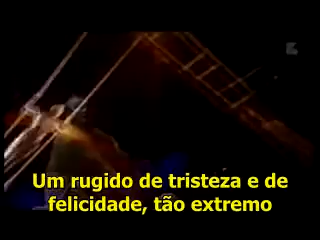 Um rugido de tristeza e de
felicidade, tão extremo